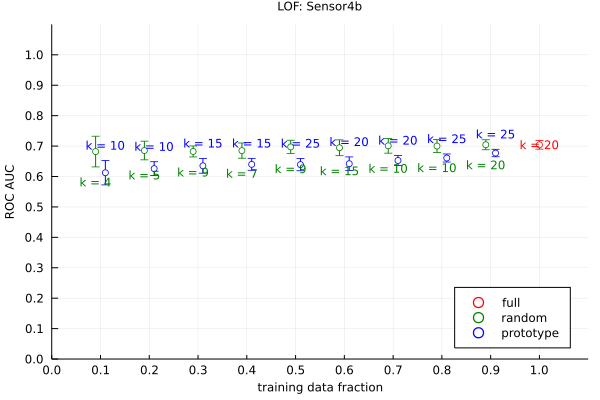 LOF: Sensor4b
ROC AUC
1.0
0.9
0.8
0.7
0.6
0.5
0.4
0.3
0.2
0.1
0.0
k = 10
k = 10
k = 15
k = 15
k = 25
k = 20
k = 20
k = 25
k = 25
k = 20
k = 4
k = 5
k = 9
k = 7
k = 9
k = 15
k = 10
k = 10
k = 20
full
random
prototype
0.0 0.1 0.2 0.3 0.4 0.5 0.6 0.7 0.8 0.9 1.0
training data fraction